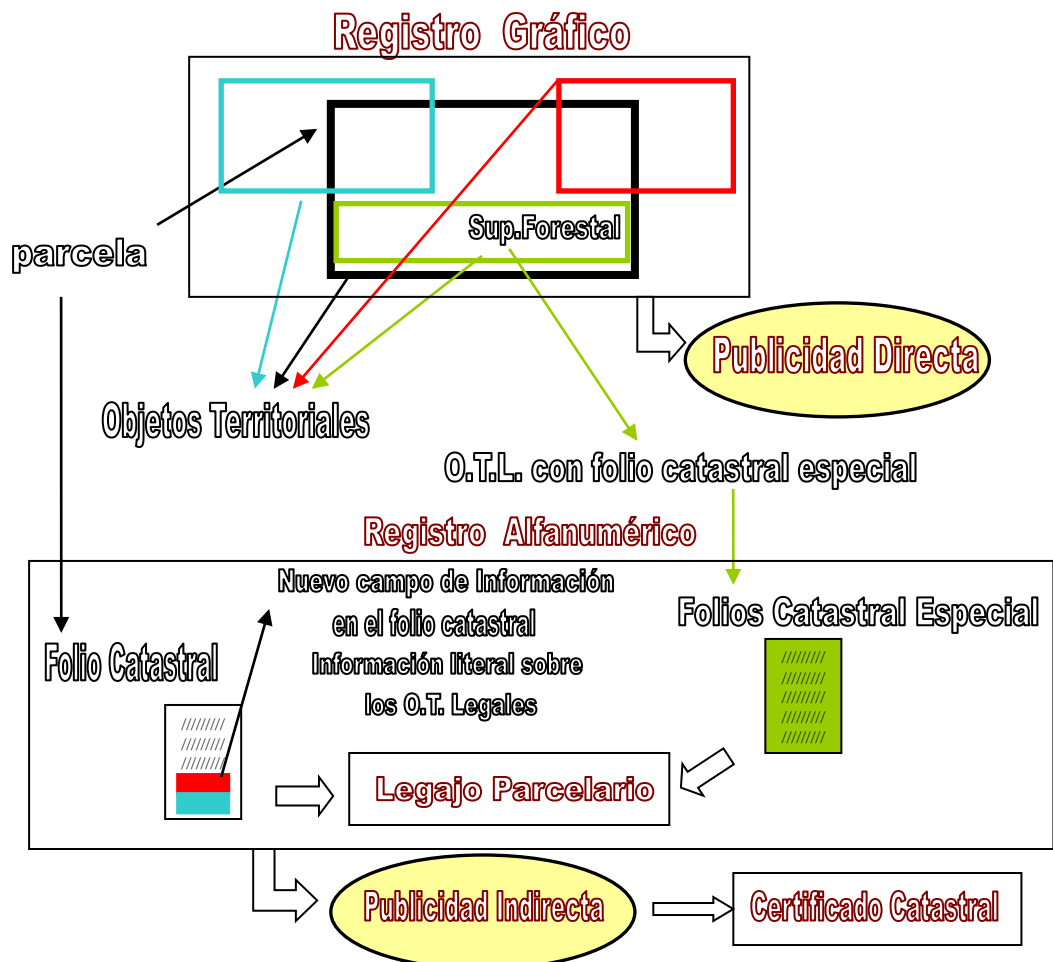 Registro Gráfico
Sup.Forestal
parcela
Publicidad Directa
Objetos Territoriales
O.T.L. con folio catastral especial
Registro Alfanumérico
Nuevo campo de Información
en el folio catastral
Información literal sobre
los O.T. Legales
Folios Catastral Especial
Folio Catastral
/////////
/////////
/////////
/////////
/////////
/////////
/////////
/////////
Legajo Parcelario
Publicidad Indirecta
Certificado Catastral